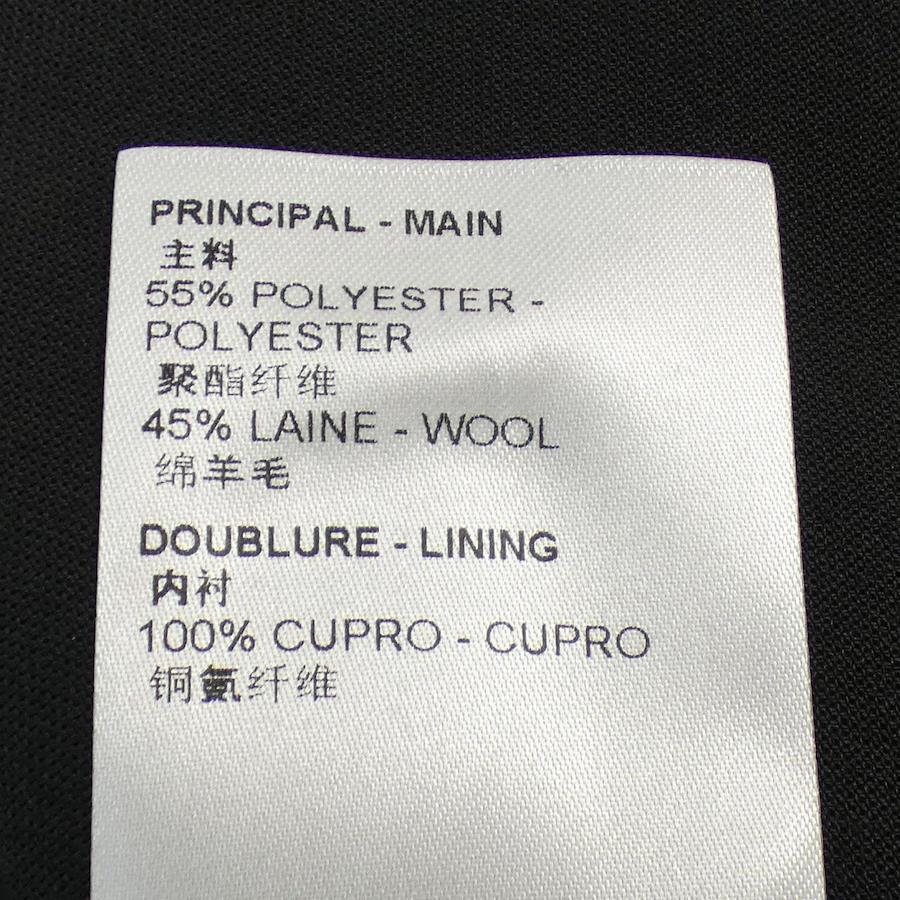 PRINCIPAL - MAIN
主料
55% POLYESTER -
POLYESTER
聚酯纤维
45% LAINE - WOOL
绵羊毛
DOUBLURE - LINING
内衬
100% CUPRO - CUPRO
铜氨纤维